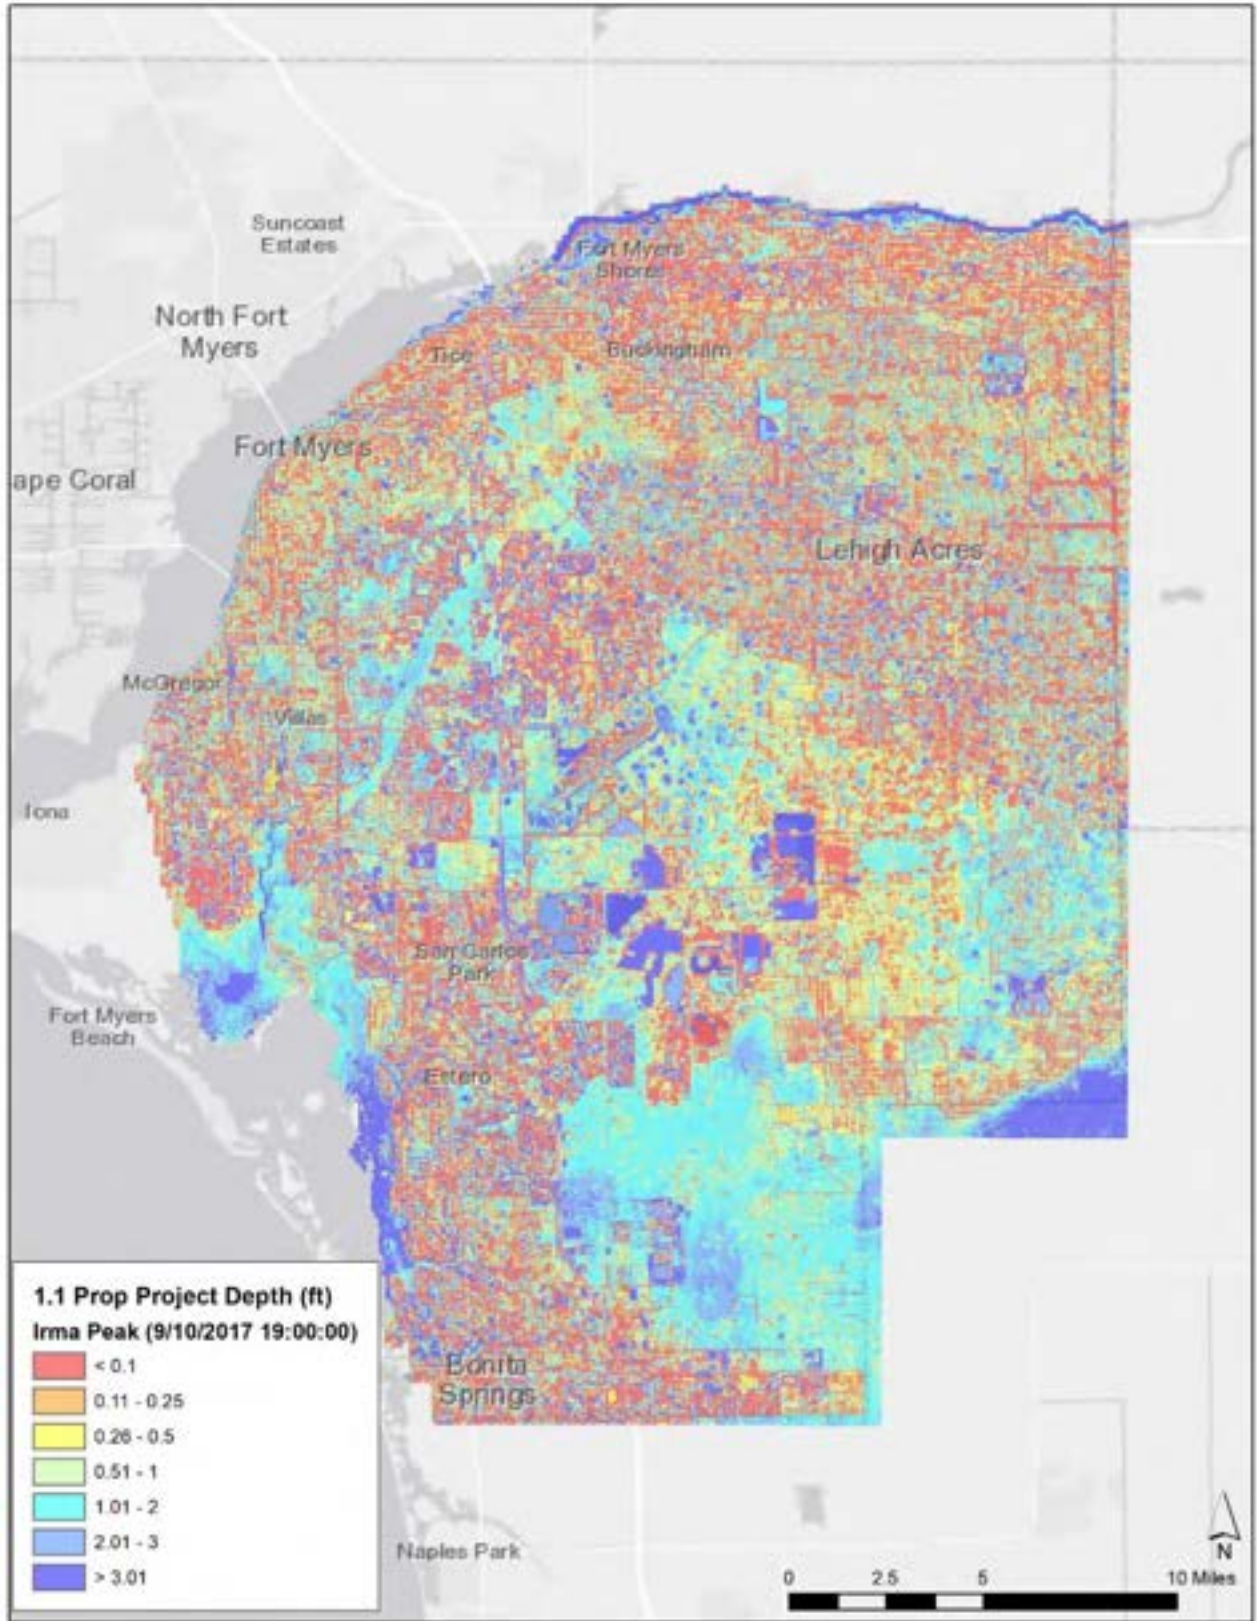 Suncoast
Estates
Fort Myers
Shores
North Fort
Myers
Tice
Buckingham
Fort Myers
ape Coral
Lehigh Acres
McGregor
Villas
Iona
San Carlos
Park
Fort Myers
Beach
Estero
1.1 Prop Project Depth (ft)
Irma Peak (9/10/2017 19:00:00)
< 0.1
0.11 - 0.25
0.26 - 0.5
0.51 - 1
1.01 - 2
2.01 - 3
> 3.01
Bonita
Springs
Naples Park
N
0 2.5 5 10 Miles